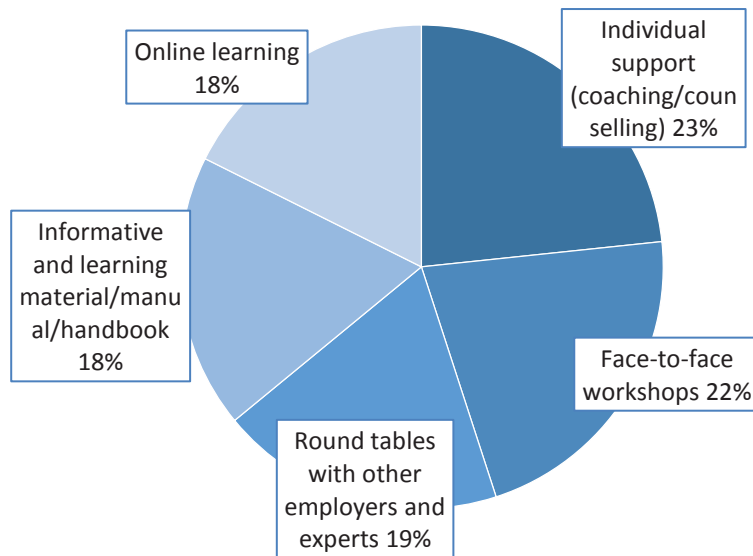 Online learning
18%
Individual
support
(coaching/coun
selling) 23%
Informative
and learning
material/manu
al/handbook
18%
Face-to-face
workshops 22%
Round tables
with other
employers and
experts 19%